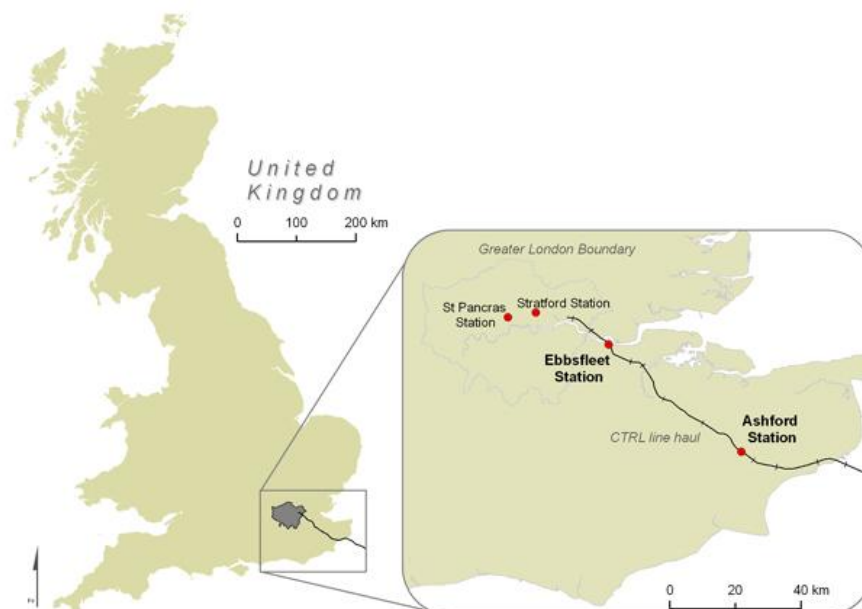 United
Kingdom
0 100 200 km
Greater London Boundary
St Pancras
Station
Stratford Station
Ebbsfleet
Station
CTRL line haul
Ashford
Station
0 20 40 km